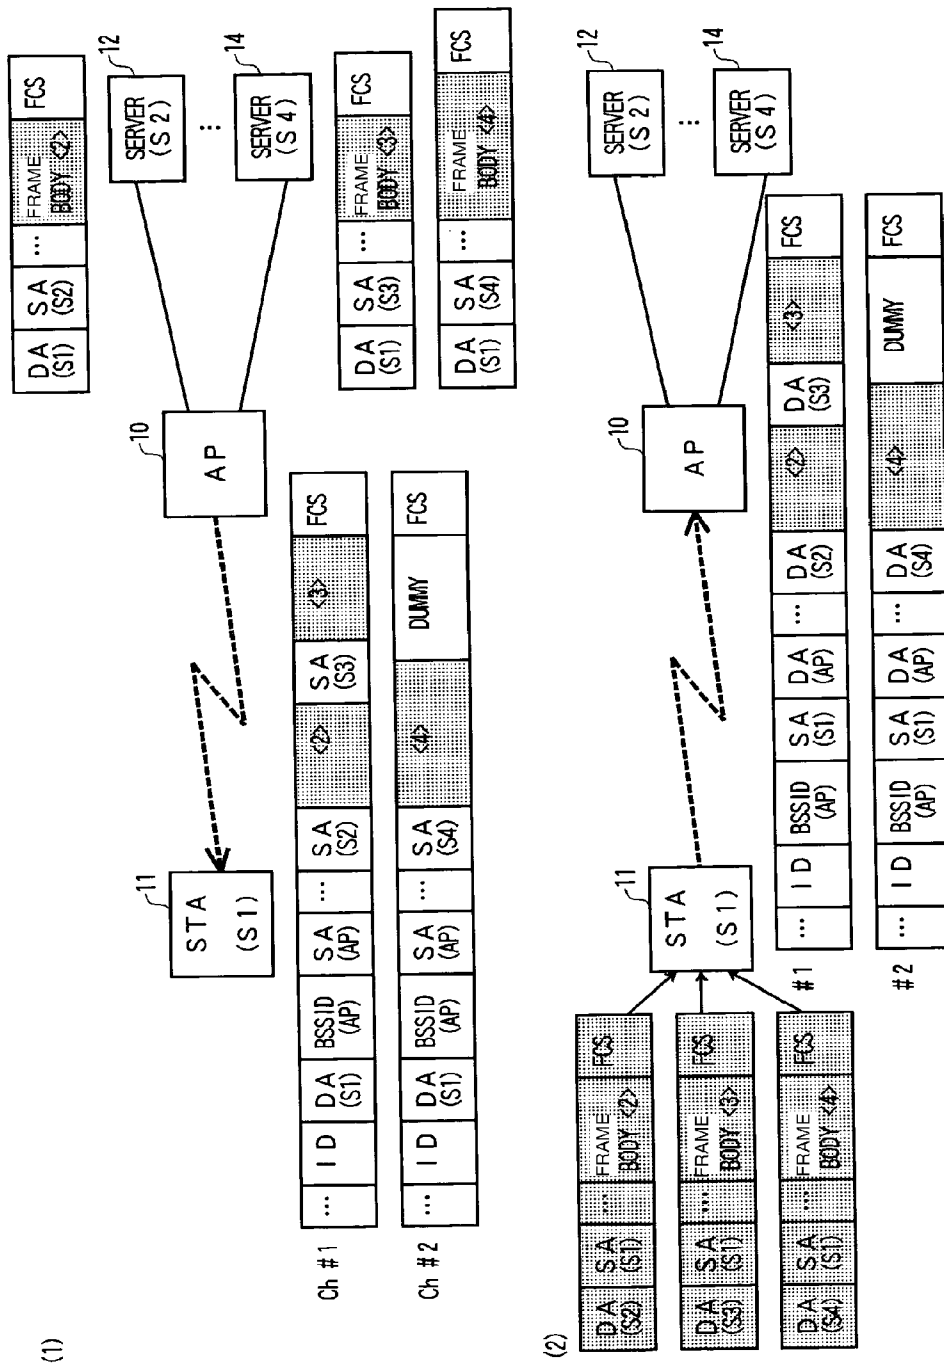 (1)
DA (S1) SA (S2) ... FRAME BODY <2> FCS
SERVER (S2) 12
:
SERVER (S4) 14
DA (S1) SA (S3) ... FRAME BODY <3> FCS
DA (S1) SA (S4) ... FRAME BODY <4> FCS
AP 10
STA (S1) 11
Ch #1 ... ID DA (S1) BSSID (AP) SA (AP) ... SA (S2) <2> SA (S3) <3> FCS
Ch #2 ... ID DA (S1) BSSID (AP) SA (AP) ... SA (S4) <4> DUMMY FCS
(2)
DA (S2) SA (S1) ... FRAME BODY <2> FCS
DA (S3) SA (S1) ... FRAME BODY <3> FCS
DA (S4) SA (S1) ... FRAME BODY <4> FCS
STA (S1) 11
AP 10
SERVER (S2) 12
:
SERVER (S4) 14
#1 ... ID BSSID (AP) SA (S1) DA (AP) ... DA (S2) <2> DA (S3) <3> FCS
#2 ... ID BSSID (AP) SA (S1) DA (AP) ... DA (S4) <4> DUMMY FCS